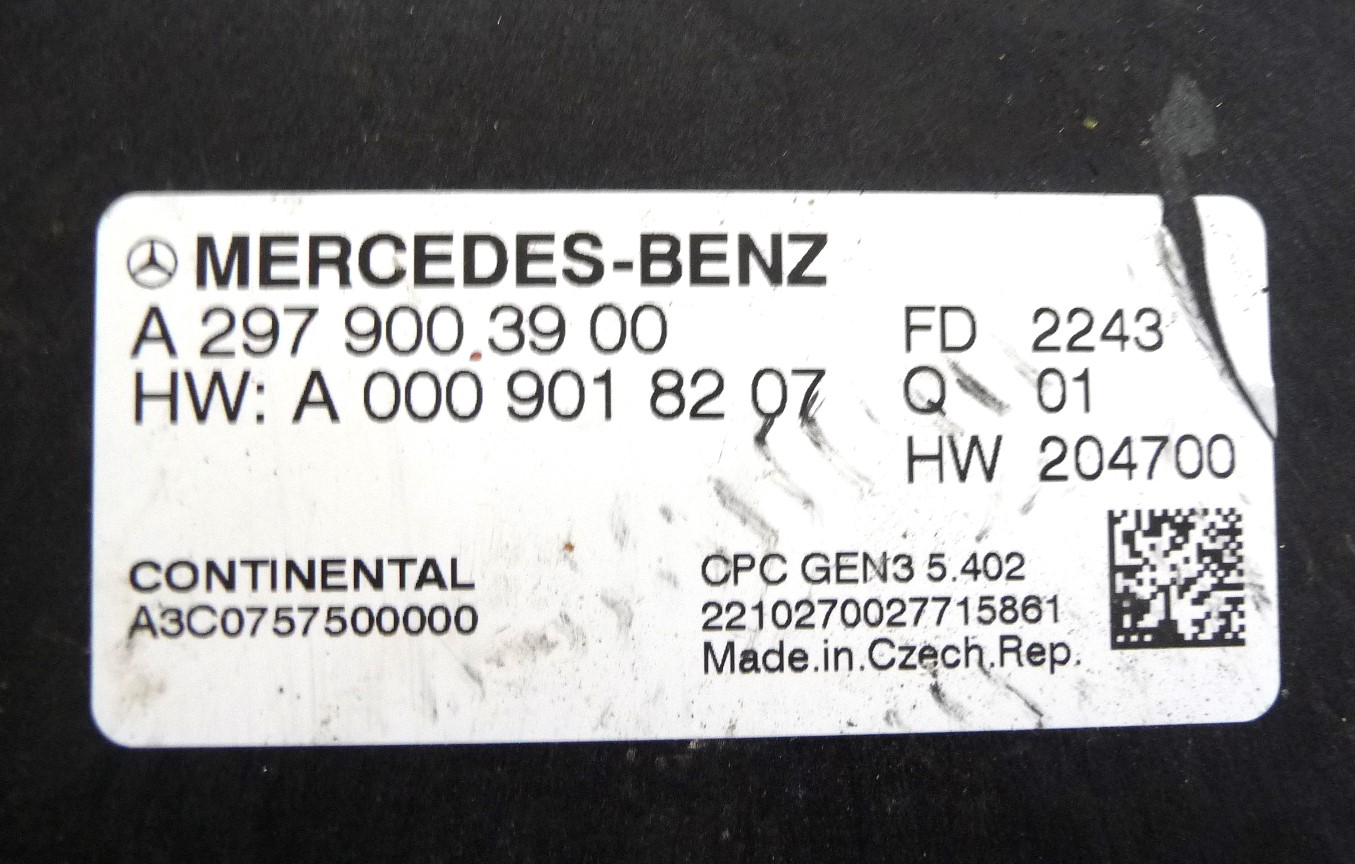 MERCEDES-BENZ
A 297 900 39 00
HW: A 000 901 82 07
FD 2243
Q 01
HW 204700
CONTINENTAL
A3C0757500000
CPC GEN3 5.402
2210270027715861
Made.in.Czech.Rep.